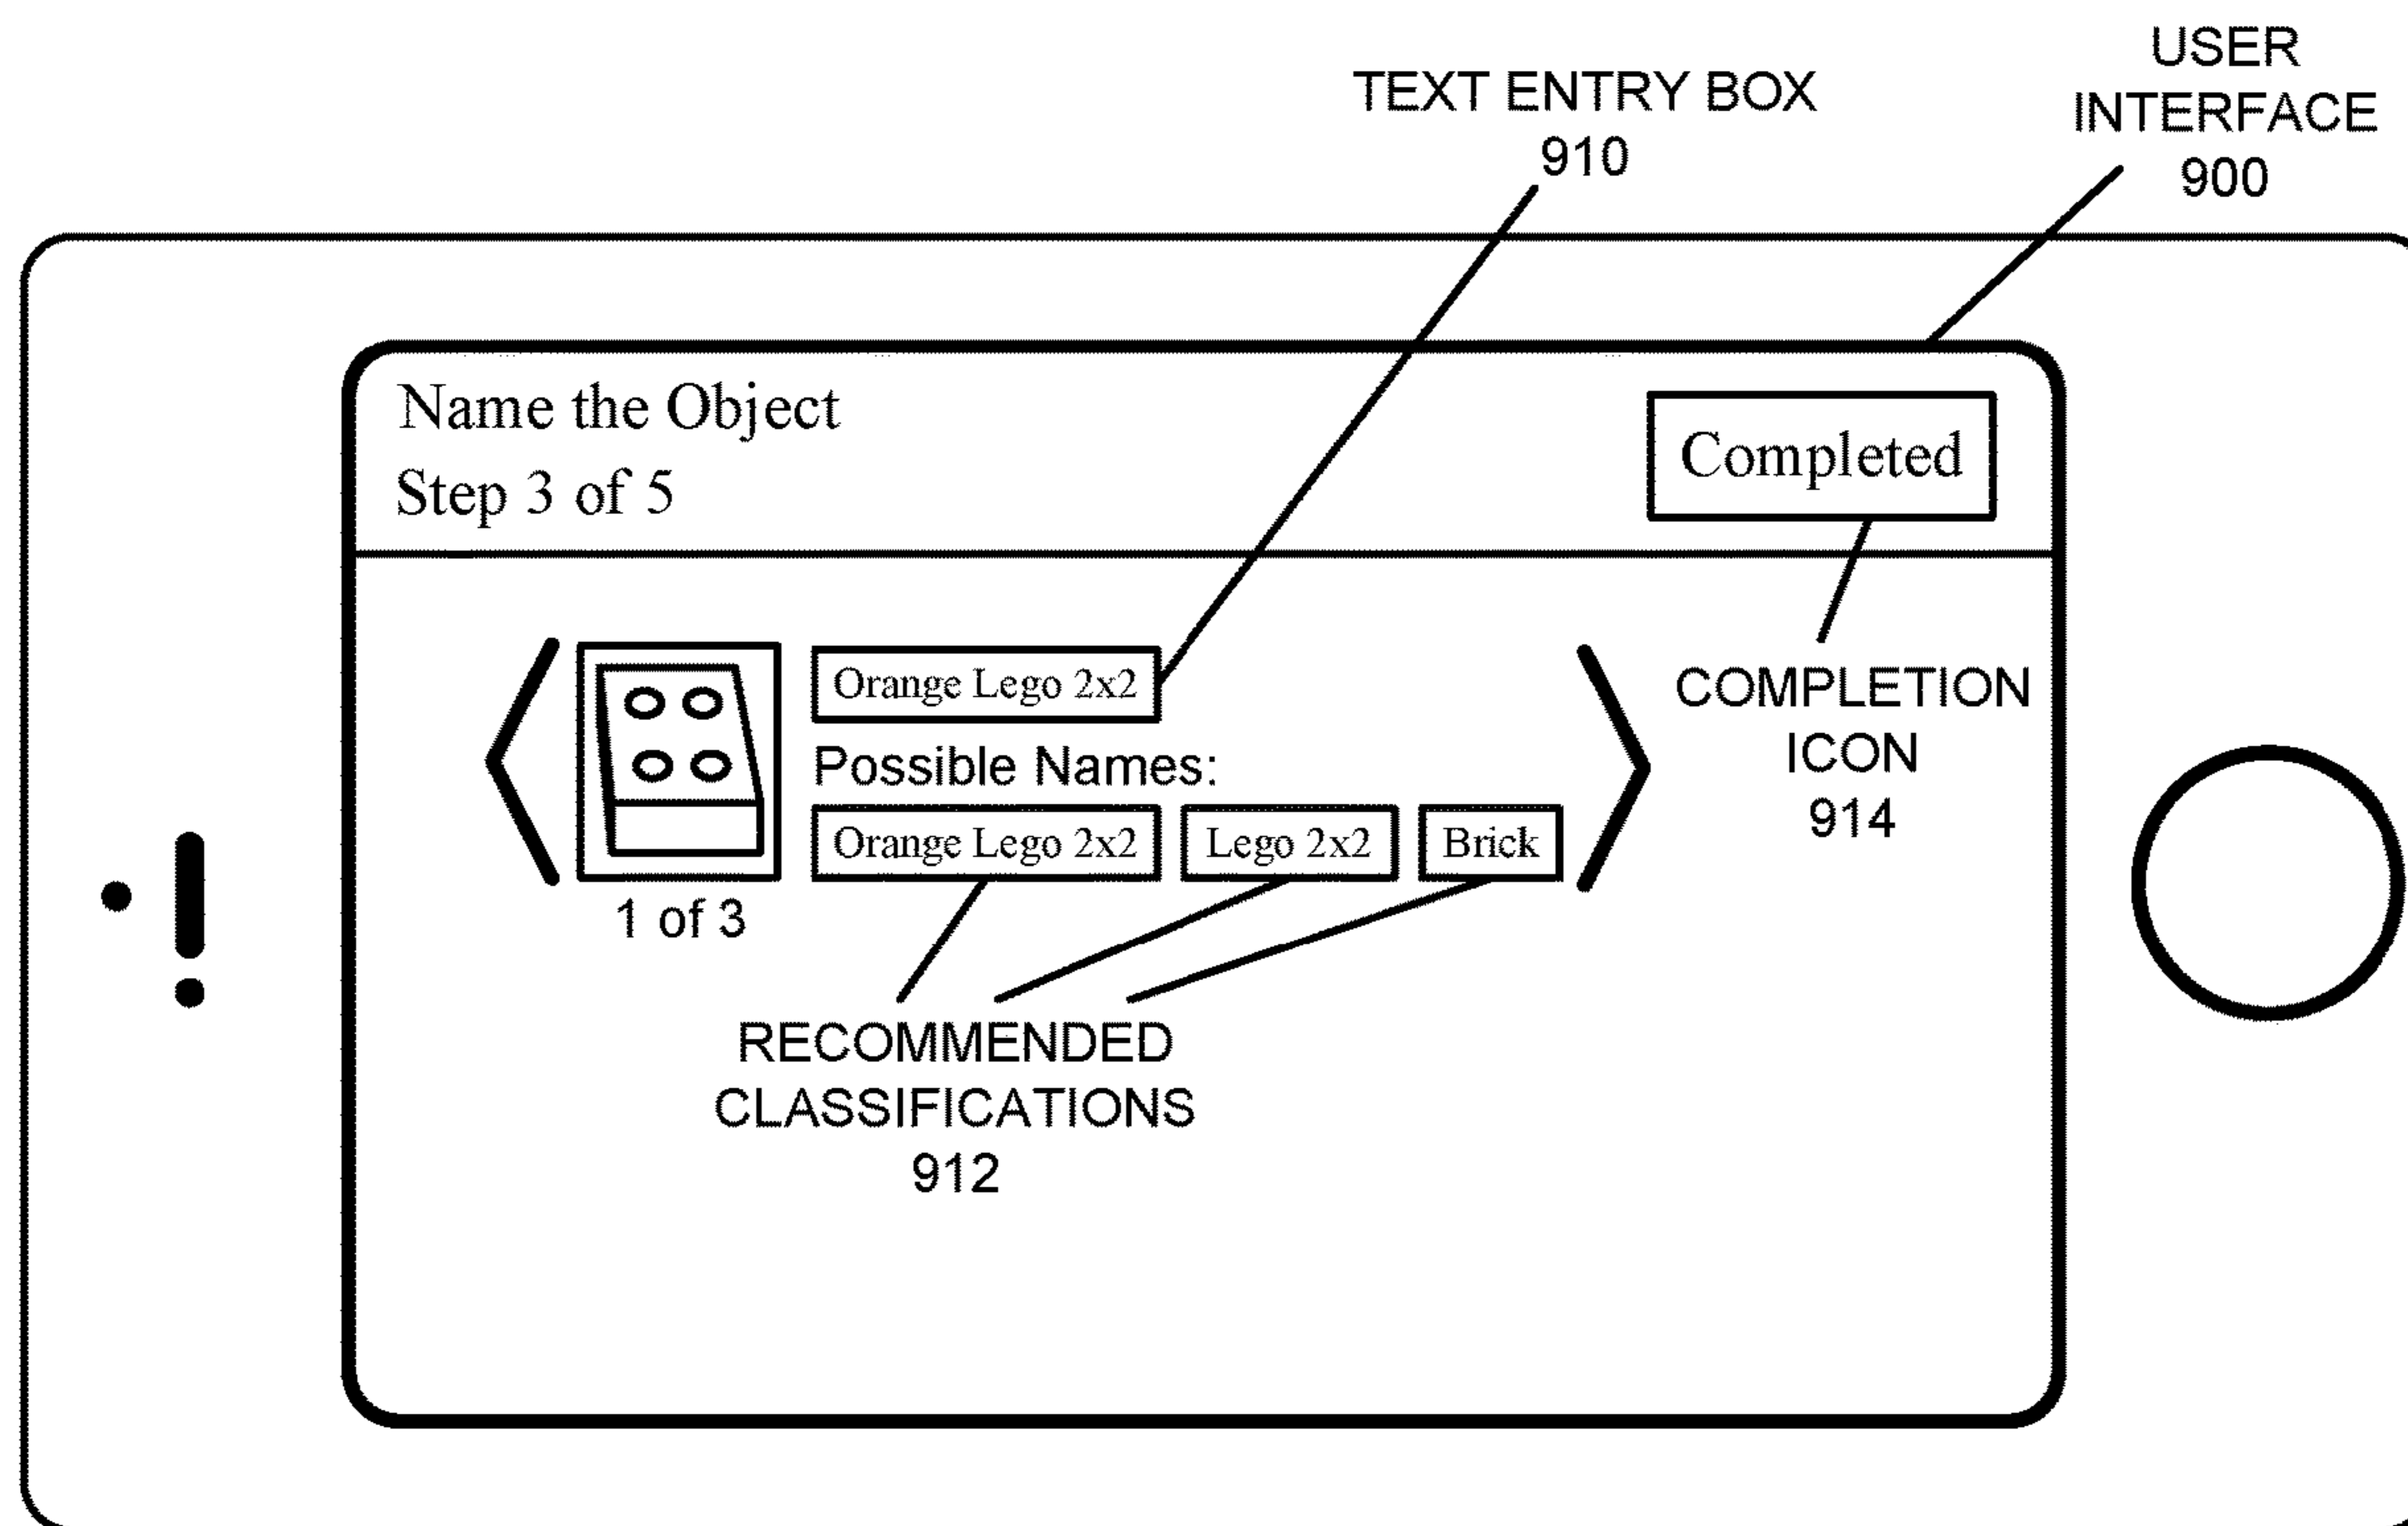 USER
INTERFACE
900
TEXT ENTRY BOX
910
Name the Object
Step 3 of 5
Completed
Orange Lego 2x2
Possible Names:
Orange Lego 2x2 Lego 2x2 Brick
1 of 3
COMPLETION
ICON
914
RECOMMENDED
CLASSIFICATIONS
912